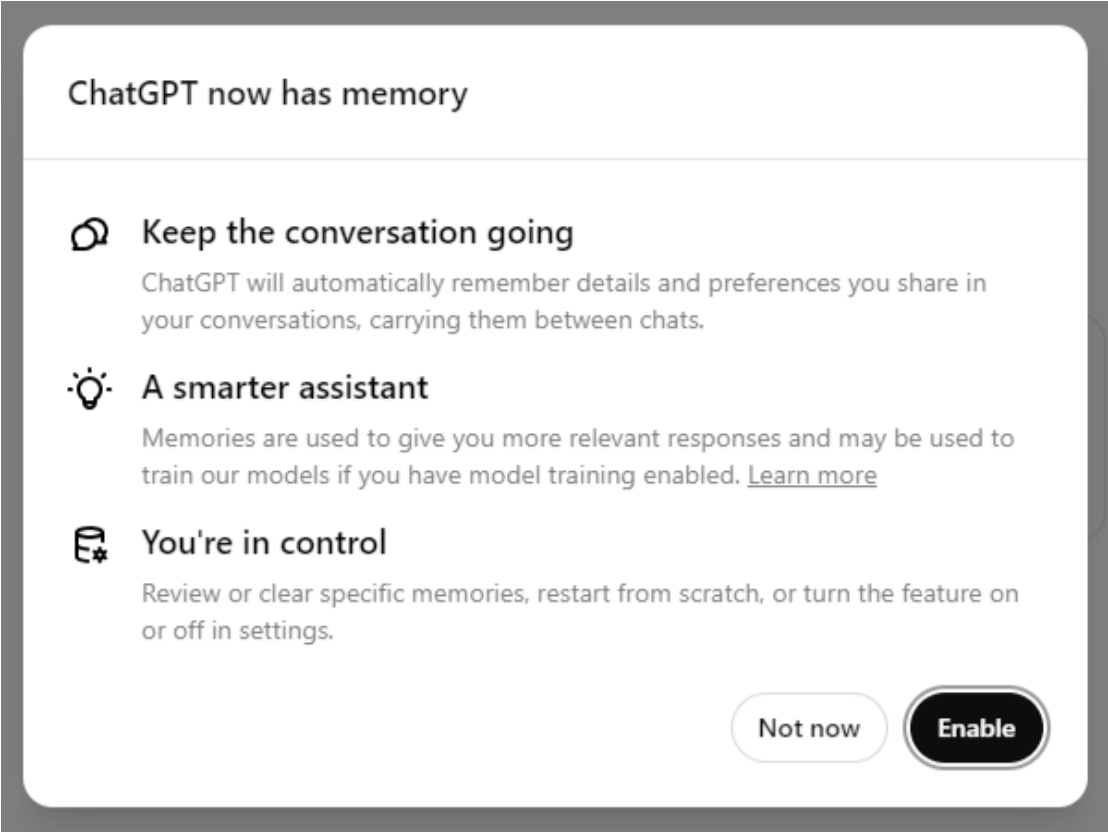 ChatGPT now has memory
Keep the conversation going
ChatGPT will automatically remember details and preferences you share in
your conversations, carrying them between chats.
A smarter assistant
Memories are used to give you more relevant responses and may be used to
train our models if you have model training enabled. Learn more
You're in control
Review or clear specific memories, restart from scratch, or turn the feature on
or off in settings.
Not now
Enable